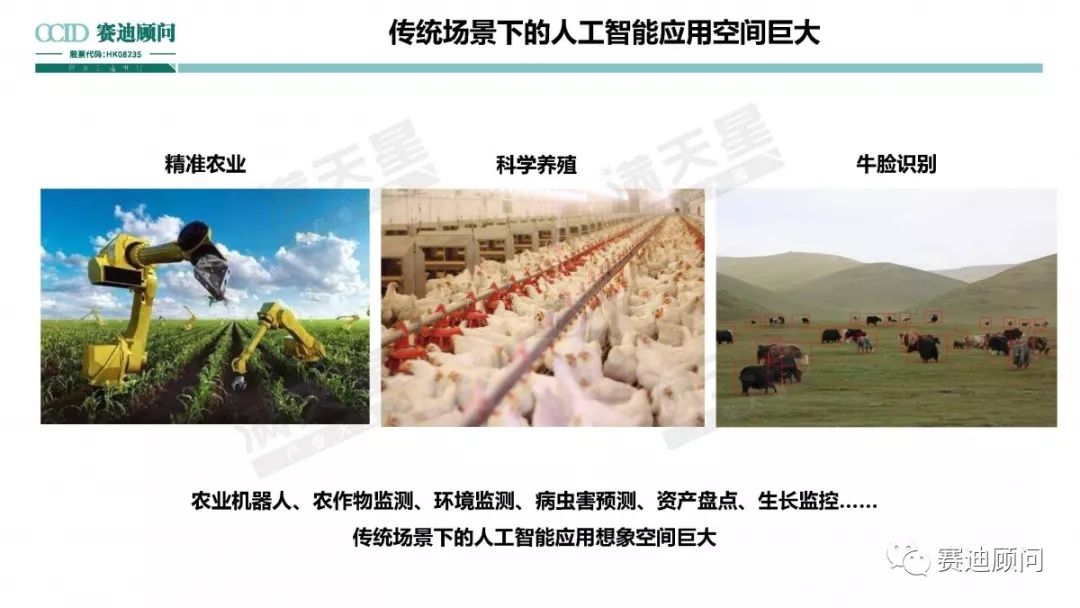 CCID 赛迪顾问
股票代码:HK08235
传统场景下的人工智能应用空间巨大
精准农业
科学养殖
牛脸识别
满天星
满天星
农业机器人、农作物监测、环境监测、病虫害预测、资产盘点、生长监控……
传统场景下的人工智能应用想象空间巨大
赛迪顾问